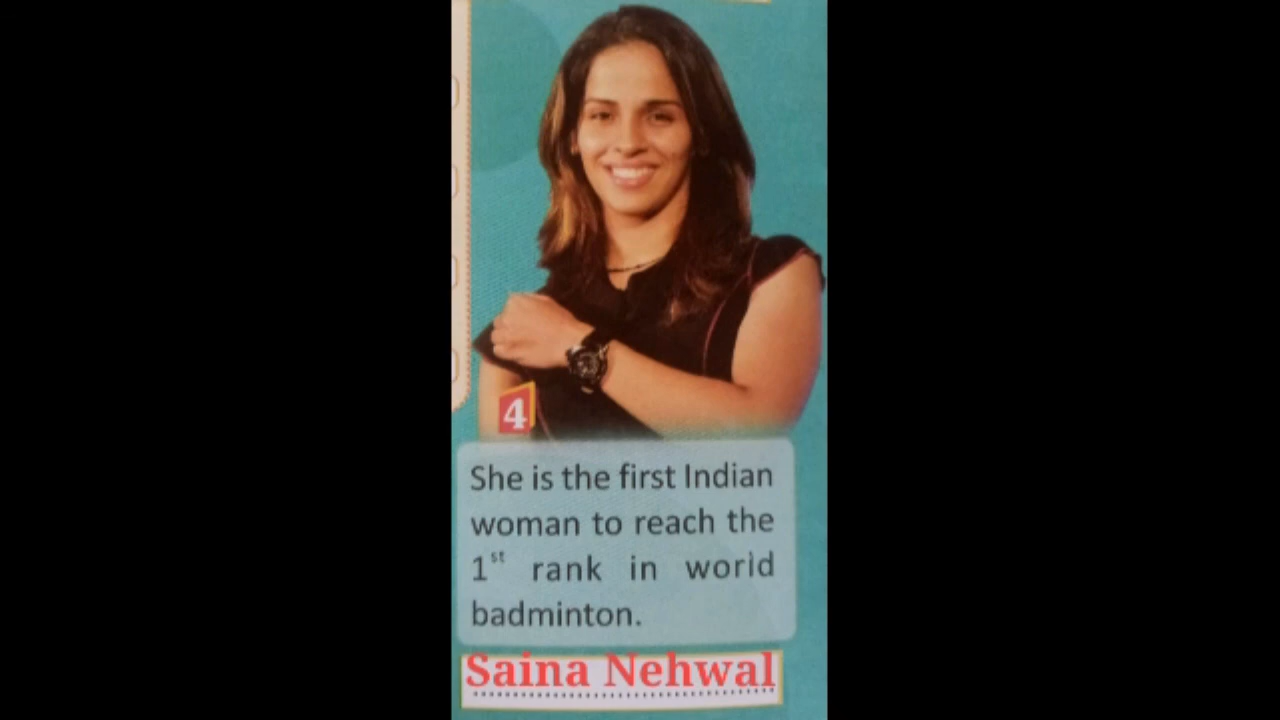 4
She is the first Indian
woman to reach the
1st rank in world
badminton.
Saina Nehwal